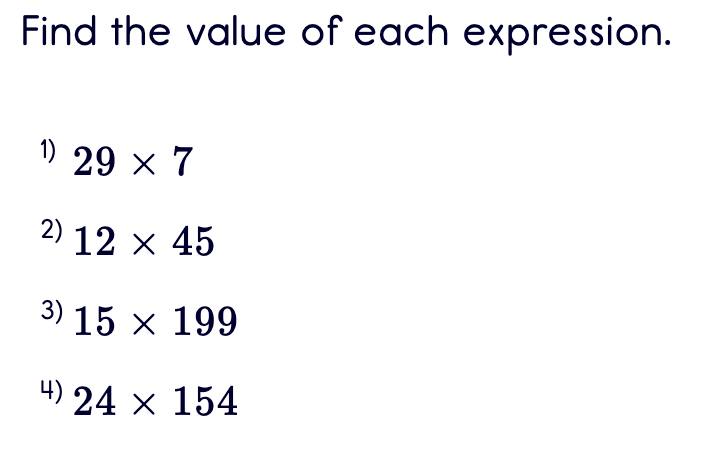 Find the value of each expression.
1) 29 × 7
2) 12 × 45
3) 15 × 199
4) 24 × 154